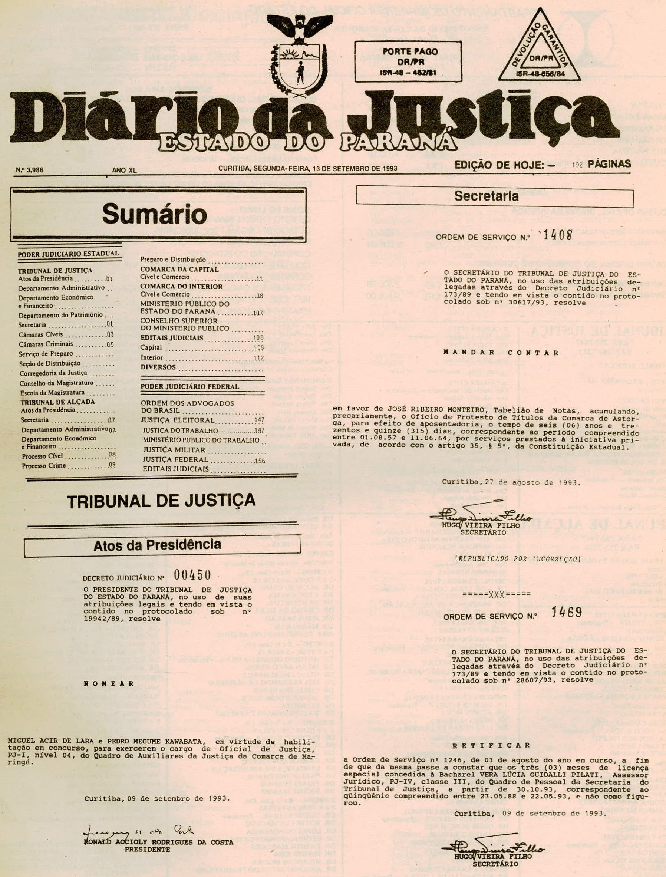 PORTE PAGO
DR/PR
ISR-48 - 482/81
DEVOLUÇÃO GARANTIDA
DR/PR
ISR-48-656/84
Diário da Justiça
ESTADO DO PARANÁ
N.º 3.988 ANO XL CURITIBA, SEGUNDA-FEIRA, 13 DE SETEMBRO DE 1993 EDIÇÃO DE HOJE: - 192 PÁGINAS
Sumário
PODER JUDICIÁRIO ESTADUAL
TRIBUNAL DE JUSTIÇA
Atos da Presidência 01
Departamento Administrativo
Departamento Econômico
e Financeiro
Departamento do Patrimônio
Secretaria 01
Câmaras Cíveis 03
Câmaras Criminais 05
Serviço de Preparo
Seção de Distribuição
Corregedoria da Justiça
Conselho da Magistratura
Escola da Magistratura
TRIBUNAL DE ALÇADA
Atos da Presidência
Secretaria 07
Departamento Administrativo 02
Departamento Econômico
e Financeiro
Processo Cível 08
Processo Crime 09
Preparo e Distribuição
COMARCA DA CAPITAL
Cível e Comércio
COMARCA DO INTERIOR
Cível e Comércio 18
MINISTÉRIO PÚBLICO DO
ESTADO DO PARANÁ
CONSELHO SUPERIOR
DO MINISTÉRIO PÚBLICO
EDITAIS JUDICIAIS 109
Capital 109
Interior 112
DIVERSOS
PODER JUDICIÁRIO FEDERAL
ORDEM DOS ADVOGADOS
DO BRASIL
JUSTIÇA ELEITORAL 147
JUSTIÇA DO TRABALHO
MINISTÉRIO PÚBLICO DO TRABALHO
JUSTIÇA MILITAR
JUSTIÇA FEDERAL 156
EDITAIS JUDICIAIS
TRIBUNAL DE JUSTIÇA
Atos da Presidência
DECRETO JUDICIÁRIO Nº 00450
O PRESIDENTE DO TRIBUNAL DE JUSTIÇA
DO ESTADO DO PARANÁ, no uso de suas
atribuições legais e tendo em vista o
contido no protocolado sob nº
19942/89, resolve
N O M E A R
MIGUEL ACIR DE LARA e PEDRO MEGUME KAWABATA, em virtude de habili-
tação em concurso, para exercerem o cargo de Oficial de Justiça,
PJ-I, nível 04, do Quadro de Auxiliares da Justiça da Comarca de Ma-
ringá.
Curitiba, 09 de setembro de 1993.
RONALD ACCIOLY RODRIGUES DA COSTA
PRESIDENTE
Secretaria
ORDEM DE SERVIÇO N.º 1408
O SECRETÁRIO DO TRIBUNAL DE JUSTIÇA DO ES-
TADO DO PARANÁ, no uso das atribuições de-
legadas através do Decreto Judiciário nº
173/89 e tendo em vista o contido no proto-
colado sob nº 30617/93, resolve
M A N D A R C O N T A R
em favor de JOSÉ RIBEIRO MONTEIRO, Tabelião de Notas, acumulando,
precariamente, o Ofício de Protesto de Títulos da Comarca de Astor-
ga, para efeito de aposentadoria, o tempo de seis (06) anos e tre-
zentos e quinze (315) dias, correspondente ao período compreendido
entre 01.08.57 e 11.06.64, por serviços prestados à iniciativa pri-
vada, de acordo com o artigo 35, § 5º, da Constituição Estadual.
Curitiba, 27 de agosto de 1993.
HUGO VIEIRA FILHO
SECRETÁRIO
(REPUBLICADO POR INCORREÇÃO)
=====XXX=====
ORDEM DE SERVIÇO N.º 1469
O SECRETÁRIO DO TRIBUNAL DE JUSTIÇA DO ES-
TADO DO PARANÁ, no uso das atribuições de-
legadas através do Decreto Judiciário nº
173/89 e tendo em vista o contido no proto-
colado sob nº 28607/93, resolve
R E T I F I C A R
a Ordem de Serviço nº 1246, de 03 de agosto do ano em curso, a fim
de que da mesma passe a constar que os três (03) meses de licença
especial concedida à Bacharel VERA LÚCIA GUIDALLI PILATI, Assessor
Jurídico, PJ-IV, classe III, do Quadro de Pessoal da Secretaria do
Tribunal de Justiça, a partir de 30.10.93, correspondente ao
qüinqüênio compreendido entre 23.05.88 e 22.05.93, e não como figu-
rou.
Curitiba, 09 de setembro de 1993.
HUGO VIEIRA FILHO
SECRETÁRIO